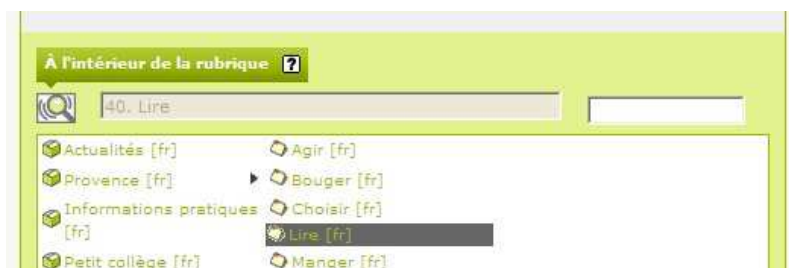 À l'intérieur de la rubrique ?
40. Lire
Actualités [fr]
Provence [fr]
Informations pratiques
[fr]
Petit collège [fr]
Agir [fr]
Bouger [fr]
Choisir [fr]
Lire [fr]
Manger [fr]